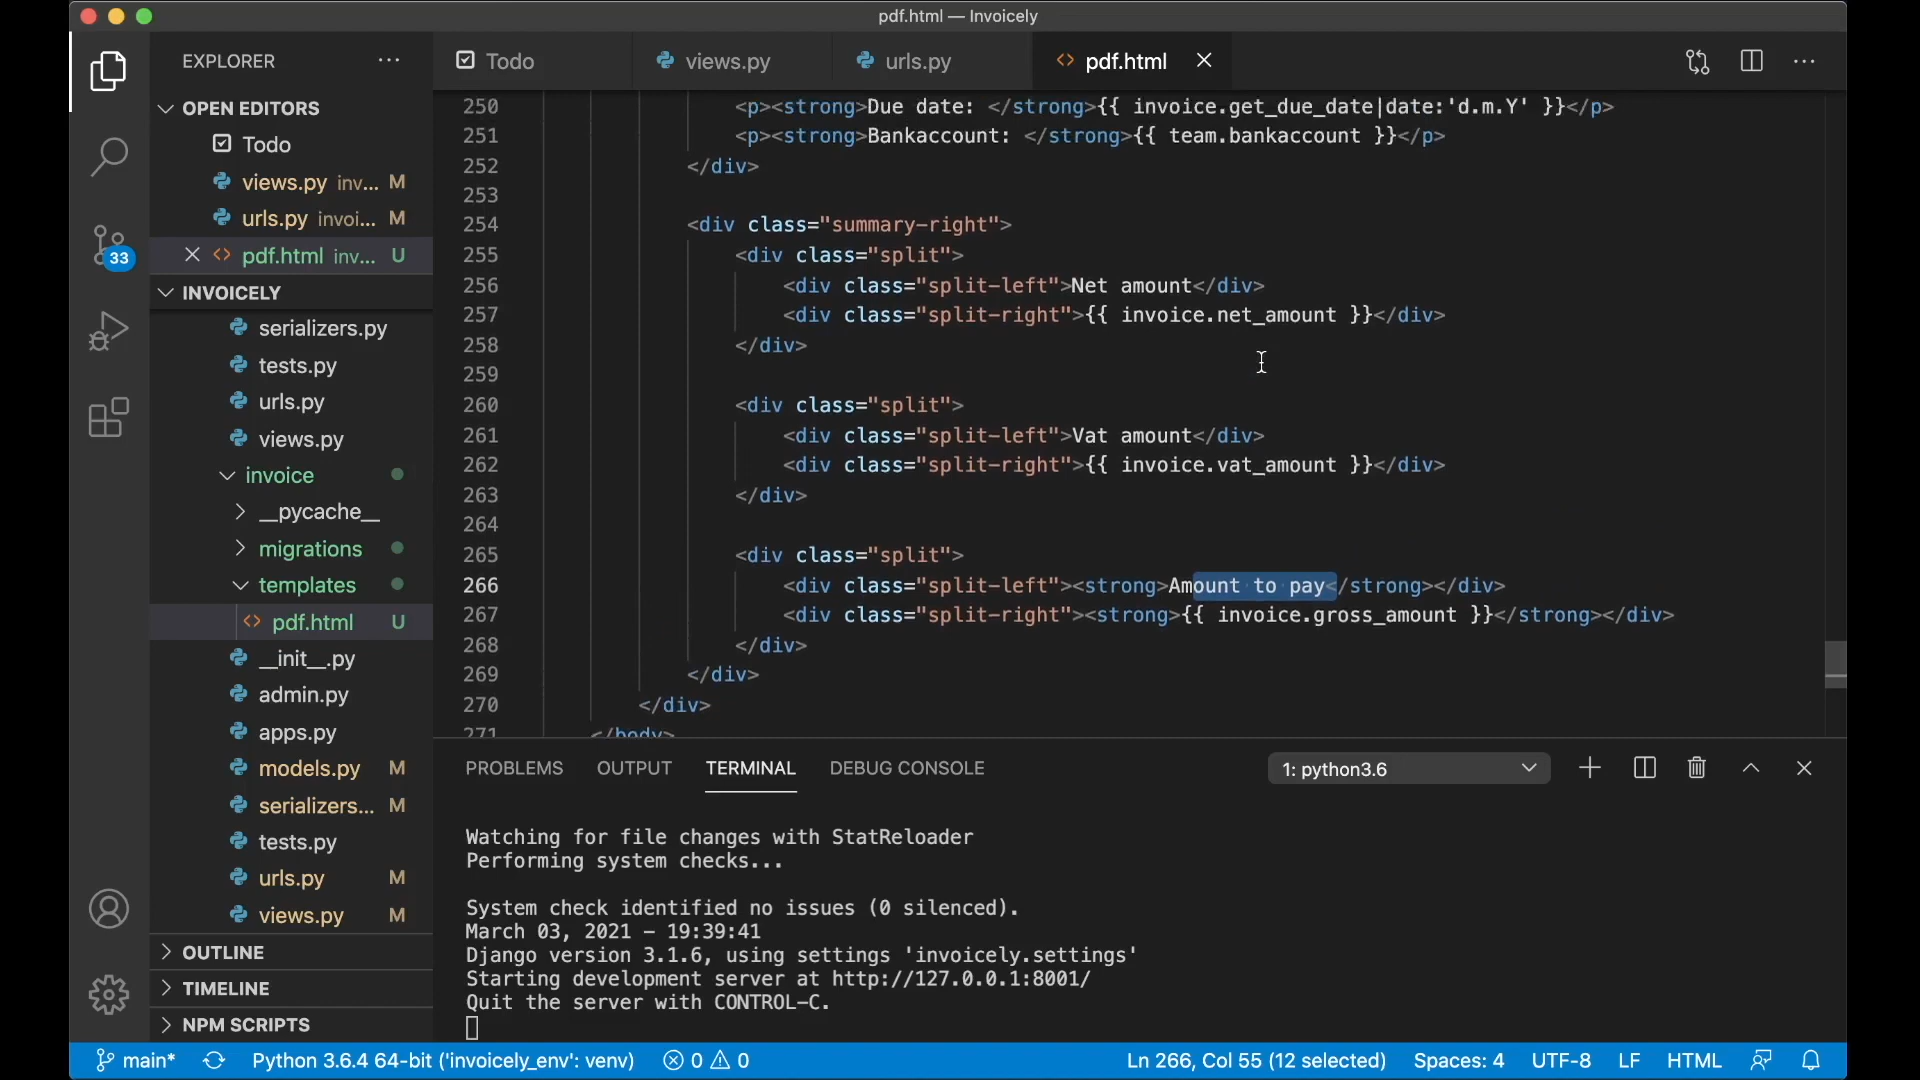 pdf.html — Invoicely
EXPLORER
OPEN EDITORS
Todo
views.py inv... M
urls.py invoi... M
pdf.html inv... U
INVOICELY
serializers.py
tests.py
urls.py
views.py
invoice
__pycache__
migrations
templates
pdf.html U
__init__.py
admin.py
apps.py
models.py M
serializers... M
tests.py
urls.py M
views.py M
OUTLINE
TIMELINE
NPM SCRIPTS
33
Todo views.py urls.py pdf.html
250 <p><strong>Due date: </strong>{{ invoice.get_due_date|date:'d.m.Y' }}</p>
251 <p><strong>Bankaccount: </strong>{{ team.bankaccount }}</p>
252 </div>
253
254 <div class="summary-right">
255 <div class="split">
256 <div class="split-left">Net amount</div>
257 <div class="split-right">{{ invoice.net_amount }}</div>
258 </div>
259
260 <div class="split">
261 <div class="split-left">Vat amount</div>
262 <div class="split-right">{{ invoice.vat_amount }}</div>
263 </div>
264
265 <div class="split">
266 <div class="split-left"><strong>Amount to pay</strong></div>
267 <div class="split-right"><strong>{{ invoice.gross_amount }}</strong></div>
268 </div>
269 </div>
270 </div>
271 </body>
PROBLEMS OUTPUT TERMINAL DEBUG CONSOLE 1: python3.6
Watching for file changes with StatReloader
Performing system checks...
System check identified no issues (0 silenced).
March 03, 2021 - 19:39:41
Django version 3.1.6, using settings 'invoicely.settings'
Starting development server at http://127.0.0.1:8001/
Quit the server with CONTROL-C.
main* Python 3.6.4 64-bit ('invoicely_env': venv) 0 0 Ln 266, Col 55 (12 selected) Spaces: 4 UTF-8 LF HTML